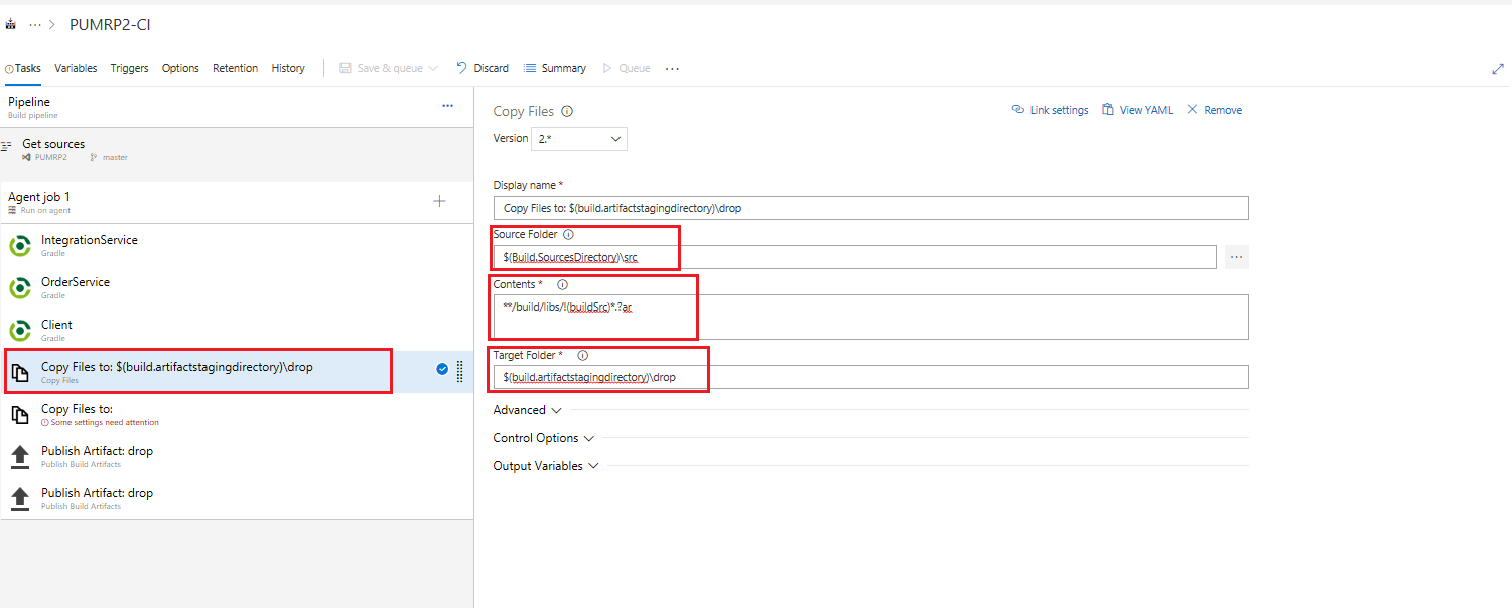 ··· > PUMRP2-CI
Tasks Variables Triggers Options Retention History Save & queue Discard Summary Queue ···
Pipeline ···
Build pipeline
Get sources
PUMRP2 master
Agent job 1 +
Run on agent
IntegrationService
Gradle
OrderService
Gradle
Client
Gradle
Copy Files to: $(build.artifactstagingdirectory)\drop
Copy Files
Copy Files to:
Some settings need attention
Publish Artifact: drop
Publish Build Artifacts
Publish Artifact: drop
Publish Build Artifacts
Copy Files Link settings View YAML Remove
Version 2.*
Display name *
Copy Files to: $(build.artifactstagingdirectory)\drop
Source Folder
$(Build.SourcesDirectory)\src
···
Contents *
**/build/libs/!(buildSrc)*.?ar
Target Folder *
$(build.artifactstagingdirectory)\drop
Advanced
Control Options
Output Variables